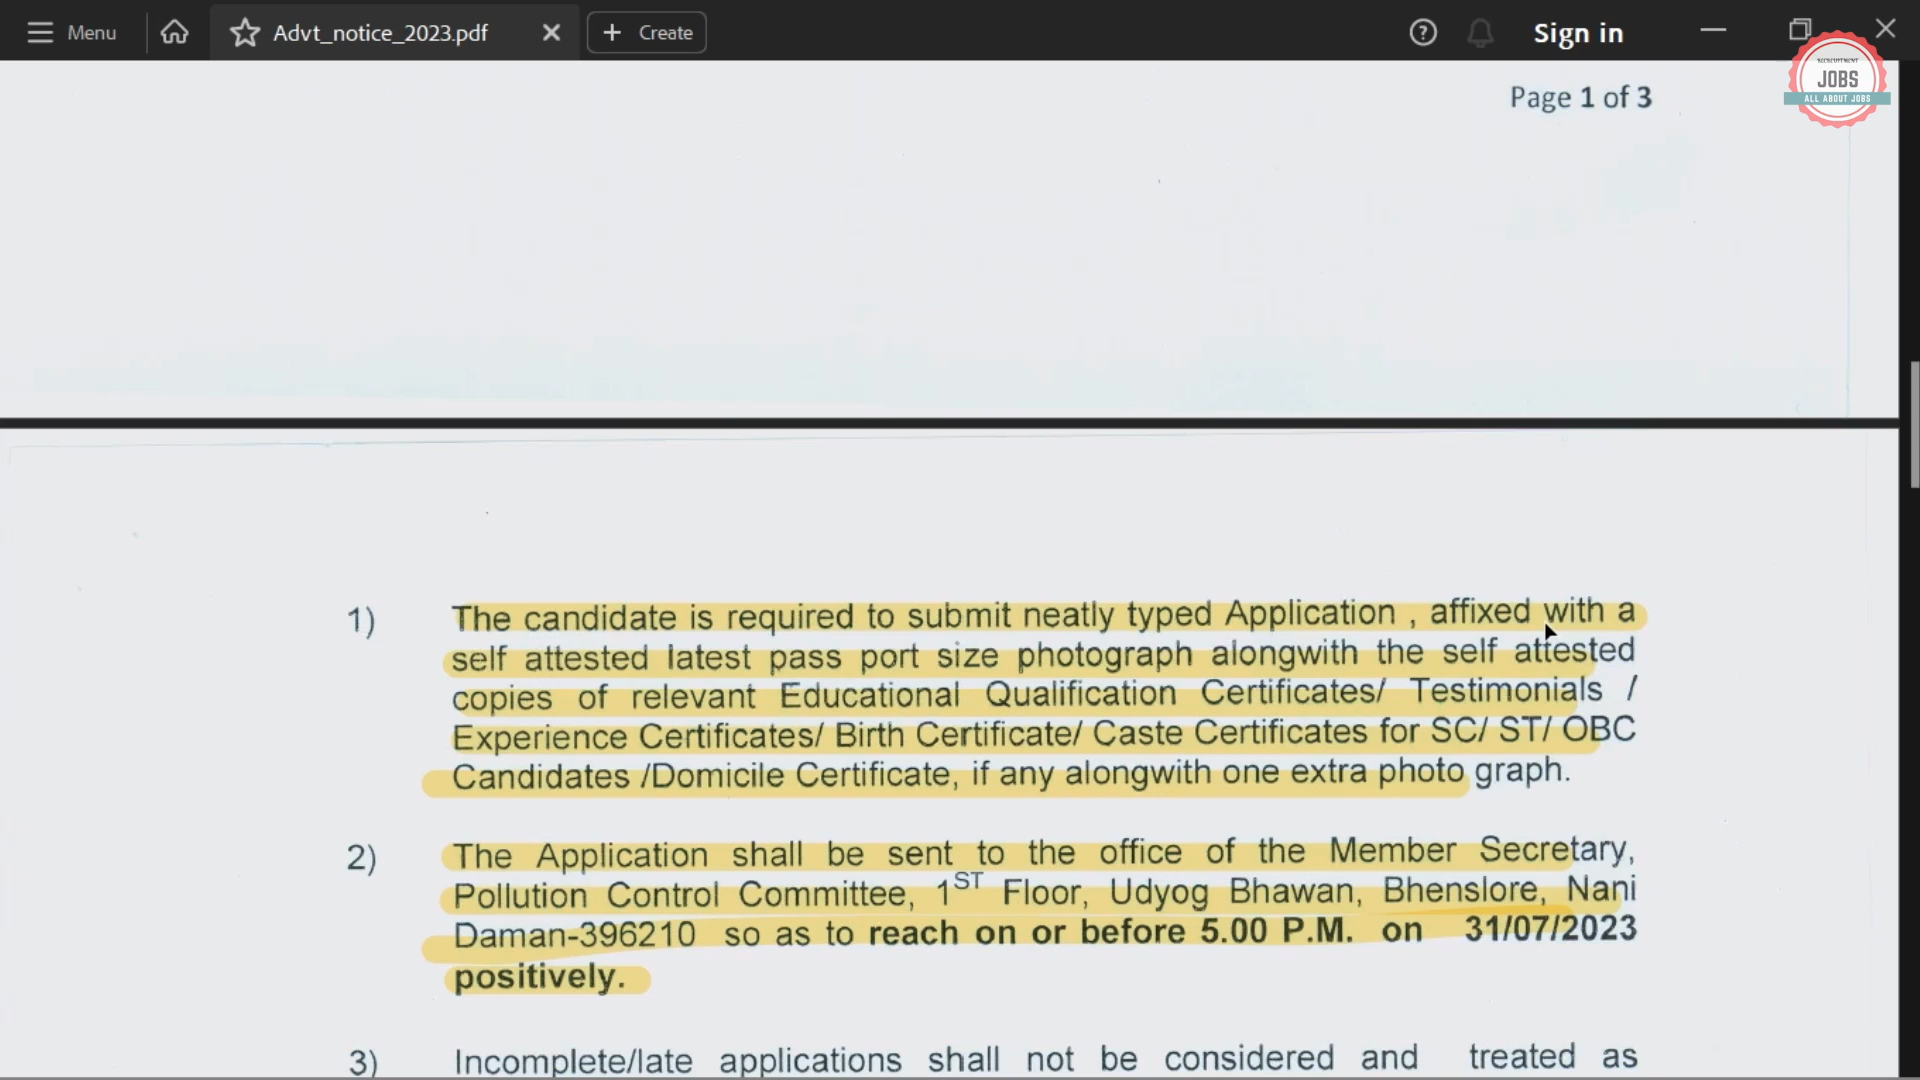 Menu
Advt_notice_2023.pdf
Create
Sign in
RECRUITMENT
JOBS
ALL ABOUT JOBS
Page 1 of 3
1) The candidate is required to submit neatly typed Application , affixed with a
self attested latest pass port size photograph alongwith the self attested
copies of relevant Educational Qualification Certificates/ Testimonials /
Experience Certificates/ Birth Certificate/ Caste Certificates for SC/ ST/ OBC
Candidates /Domicile Certificate, if any alongwith one extra photo graph.
2) The Application shall be sent to the office of the Member Secretary,
Pollution Control Committee, 1ST Floor, Udyog Bhawan, Bhenslore, Nani
Daman-396210 so as to reach on or before 5.00 P.M. on 31/07/2023
positively.
3) Incomplete/late applications shall not be considered and treated as